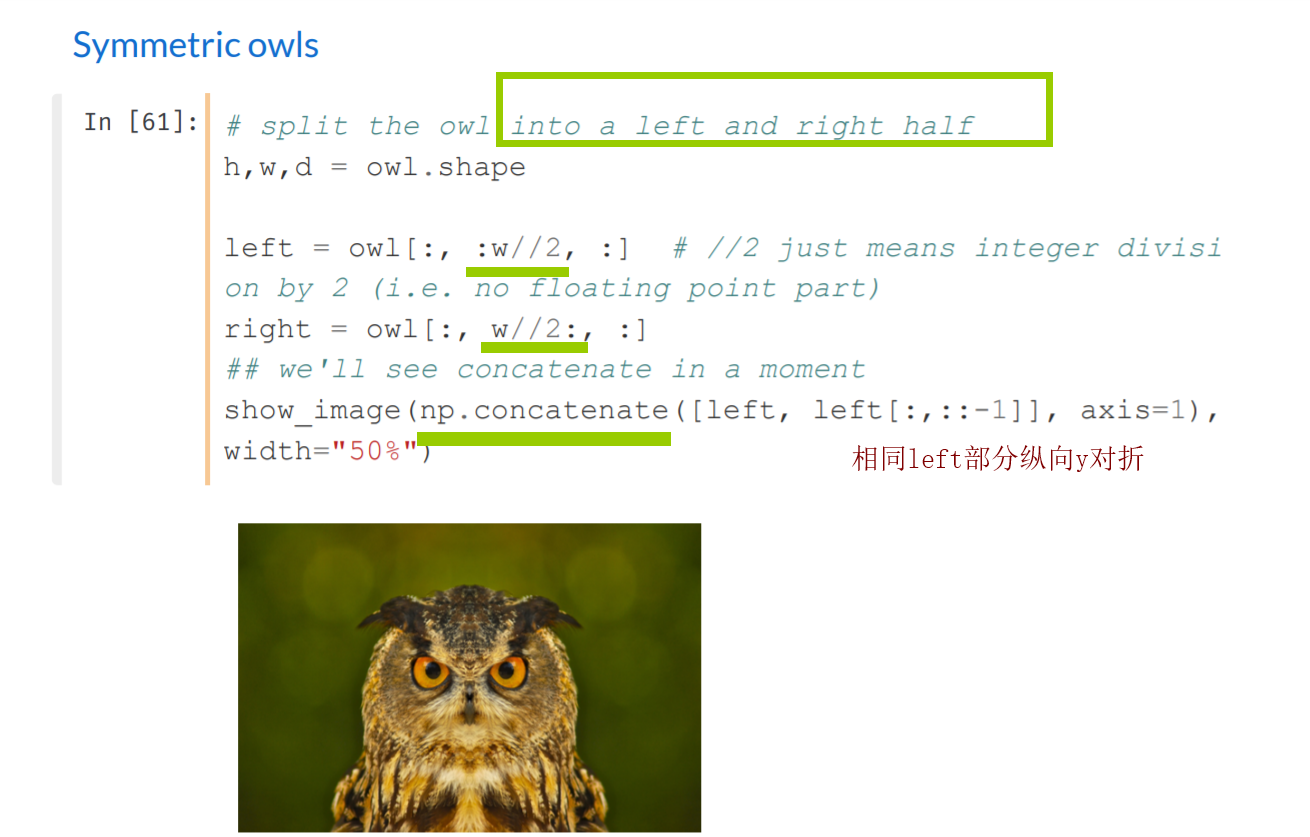 Symmetric owls
In [61]:
# split the owl into a left and right half
h,w,d = owl.shape
left = owl[:, :w//2, :]  # //2 just means integer divisi
on by 2 (i.e. no floating point part)
right = owl[:, w//2:, :]
## we'll see concatenate in a moment
show_image(np.concatenate([left, left[:,::-1]], axis=1),
width="50%")
相同left部分纵向y对折